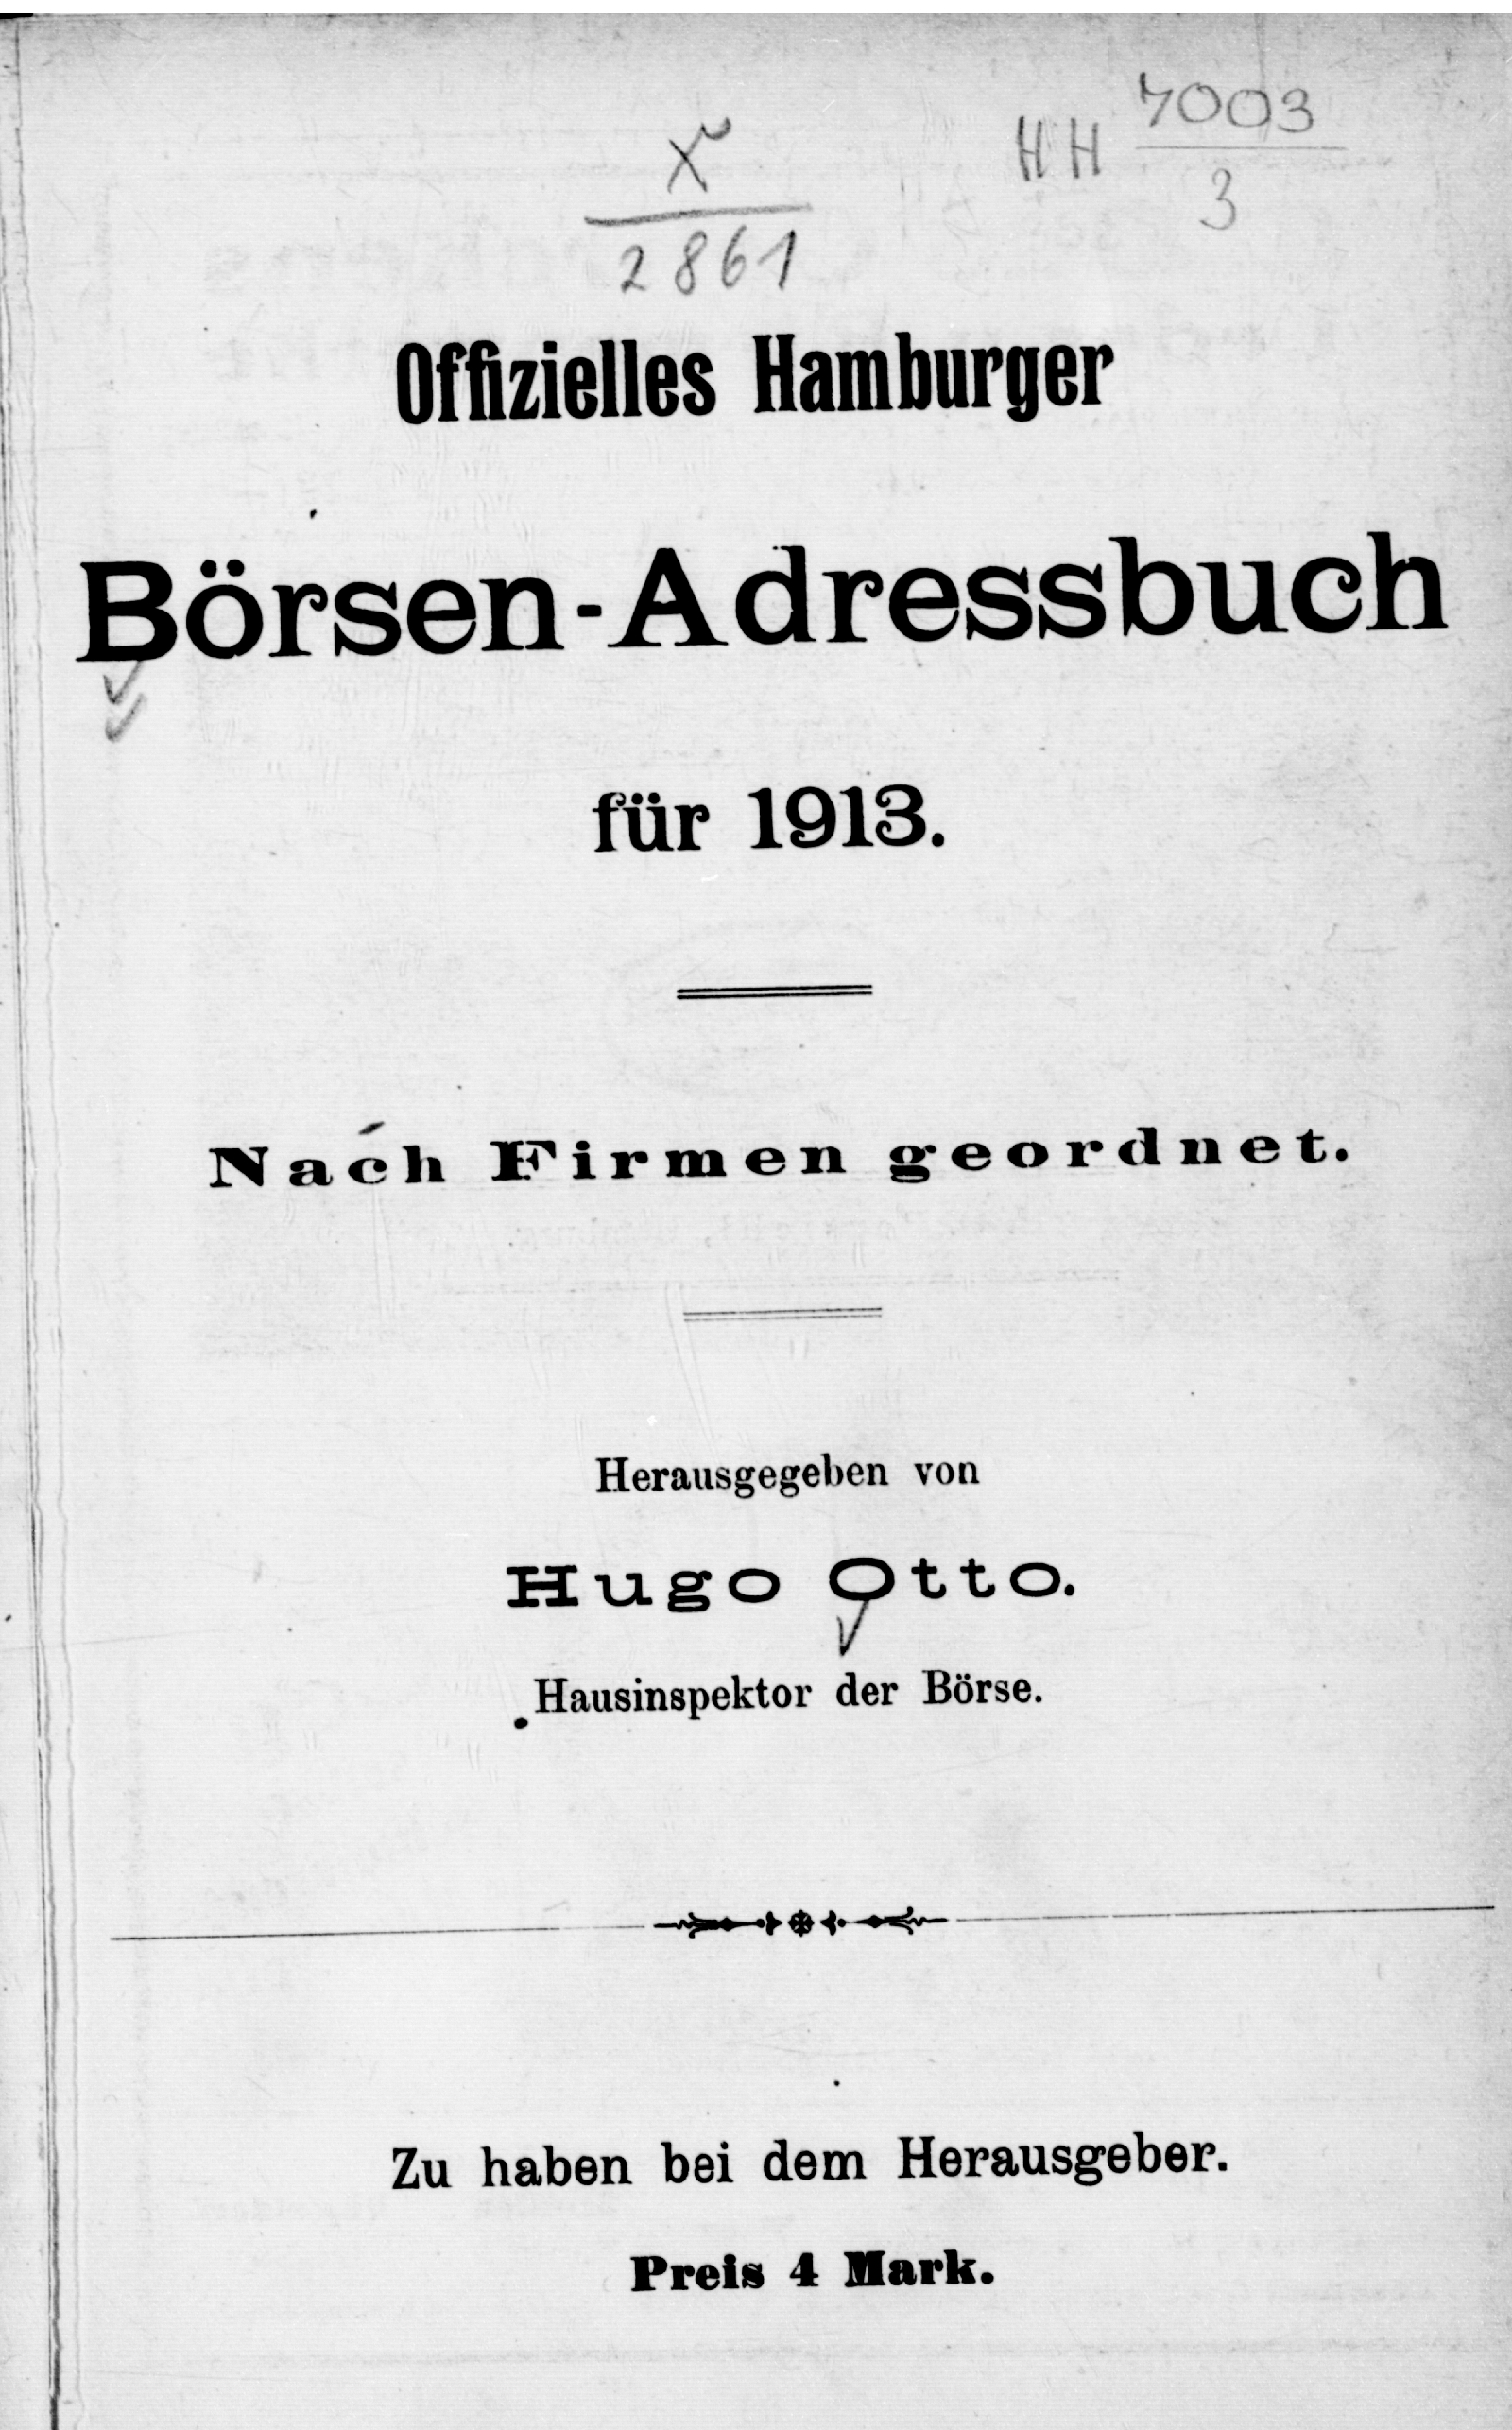 X
2861
HH 7003
3
Offizielles Hamburger
Börsen-Adressbuch
für 1913.
Nach Firmen geordnet.
Herausgegeben von
Hugo Otto.
Hausinspektor der Börse.
Zu haben bei dem Herausgeber.
Preis 4 Mark.